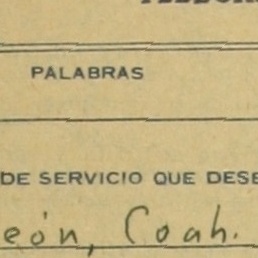 PALABRAS
DE SERVICIO QUE DESE
eón, Coah.